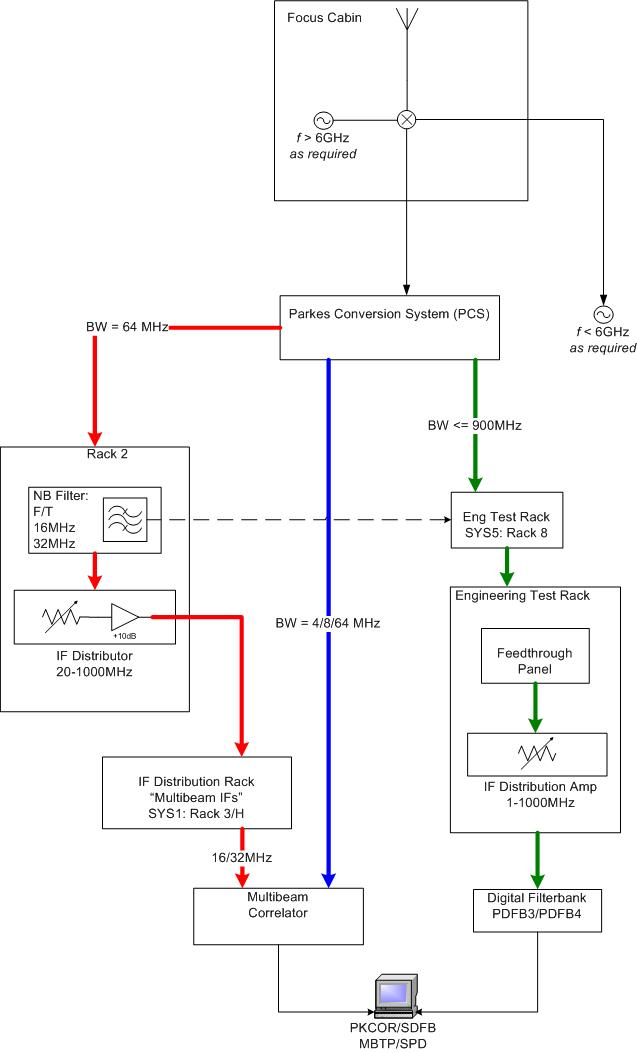 Focus Cabin
f > 6GHz
as required
f < 6GHz
as required
Parkes Conversion System (PCS)
BW = 64 MHz
BW <= 900MHz
Rack 2
NB Filter:
F/T
16MHz
32MHz
+10dB
IF Distributor
20-1000MHz
Eng Test Rack
SYS5: Rack 8
Engineering Test Rack
Feedthrough
Panel
BW = 4/8/64 MHz
IF Distribution Amp
1-1000MHz
IF Distribution Rack
“Multibeam IFs”
SYS1: Rack 3/H
16/32MHz
Multibeam
Correlator
Digital Filterbank
PDFB3/PDFB4
PKCOR/SDFB
MBTP/SPD